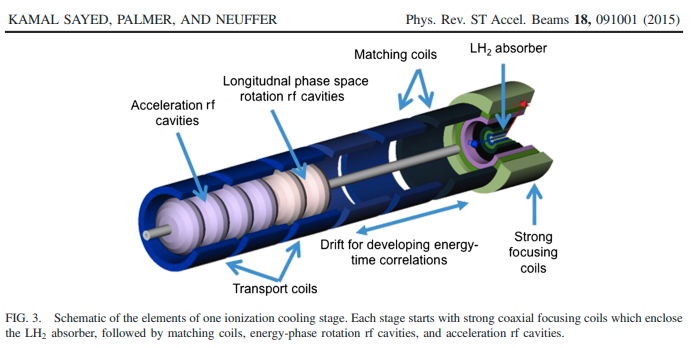 KAMAL SAYED, PALMER, AND NEUFFER
Phys. Rev. ST Accel. Beams 18, 091001 (2015)
Matching coils
LH2 absorber
Longitudnal phase space
rotation rf cavities
Acceleration rf
cavities
Drift for developing energy-
time correlations
Strong
focusing
coils
Transport coils
FIG. 3. Schematic of the elements of one ionization cooling stage. Each stage starts with strong coaxial focusing coils which enclose
the LH2 absorber, followed by matching coils, energy-phase rotation rf cavities, and acceleration rf cavities.